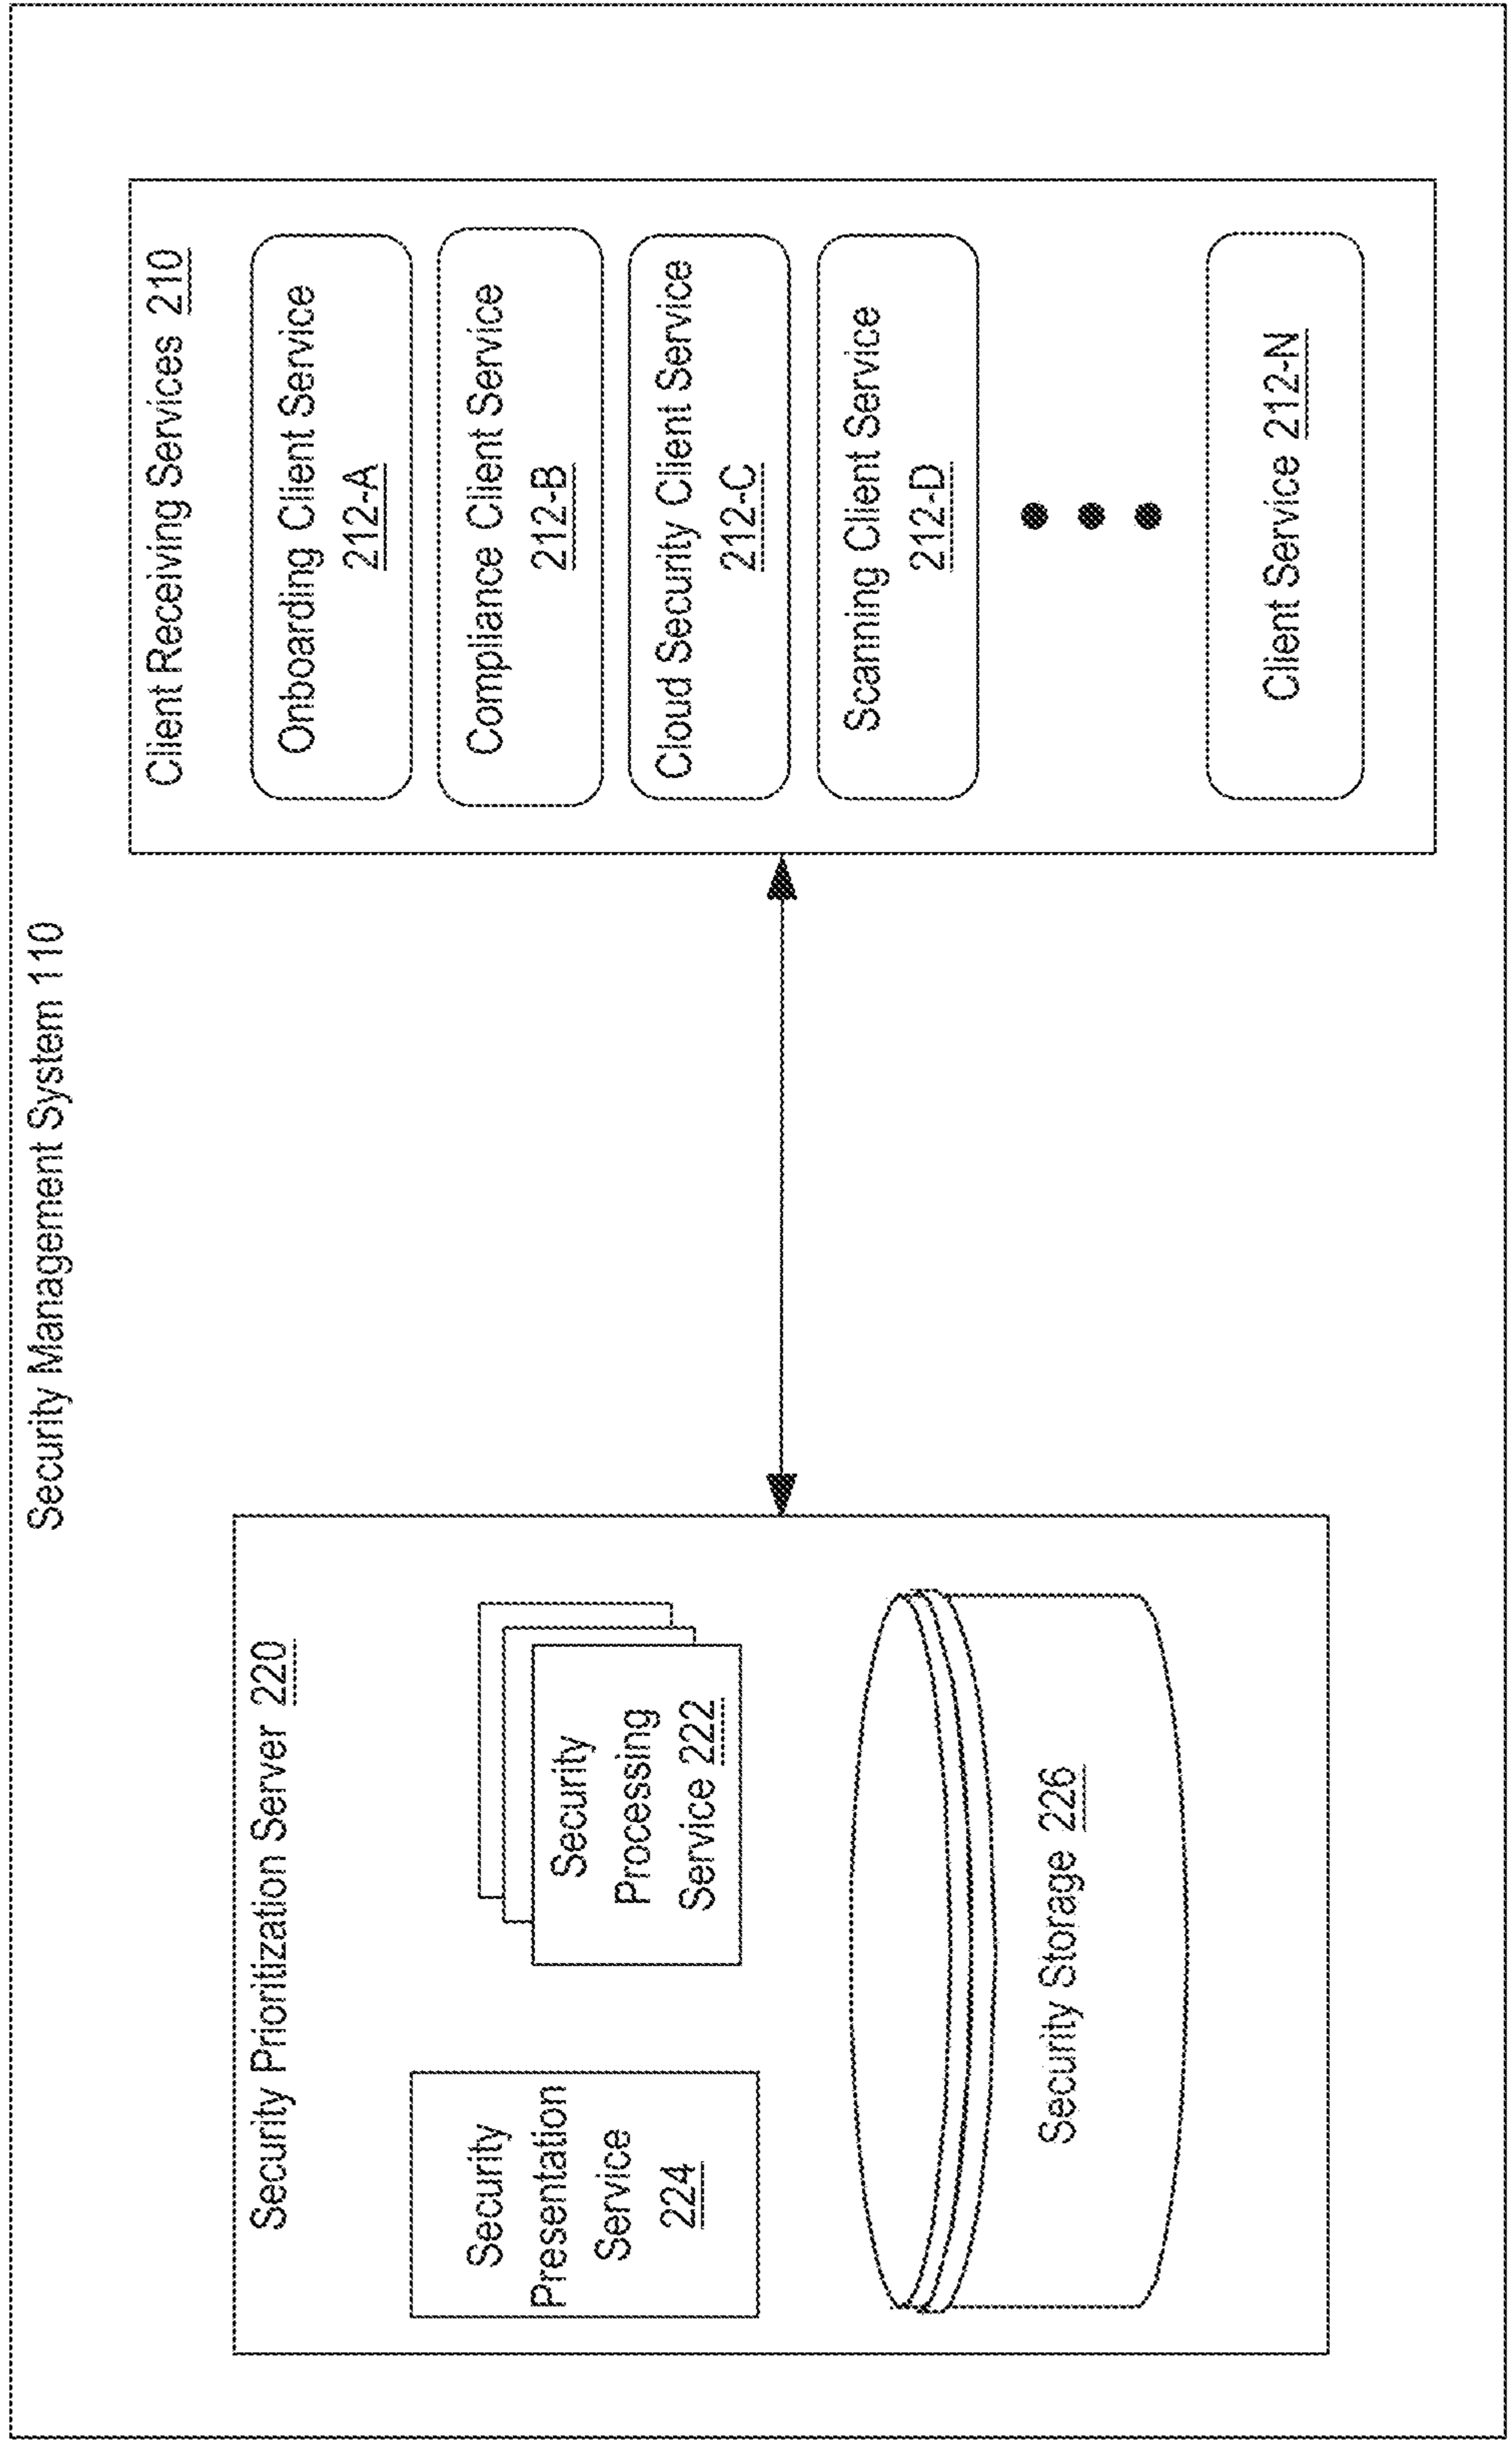 Security Management System 110
Security Prioritization Server 220
Security
Presentation
Service
224
Security
Processing
Service 222
Security Storage 226
Client Receiving Services 210
Onboarding Client Service
212-A
Compliance Client Service
212-B
Cloud Security Client Service
212-C
Scanning Client Service
212-D
Client Service 212-N